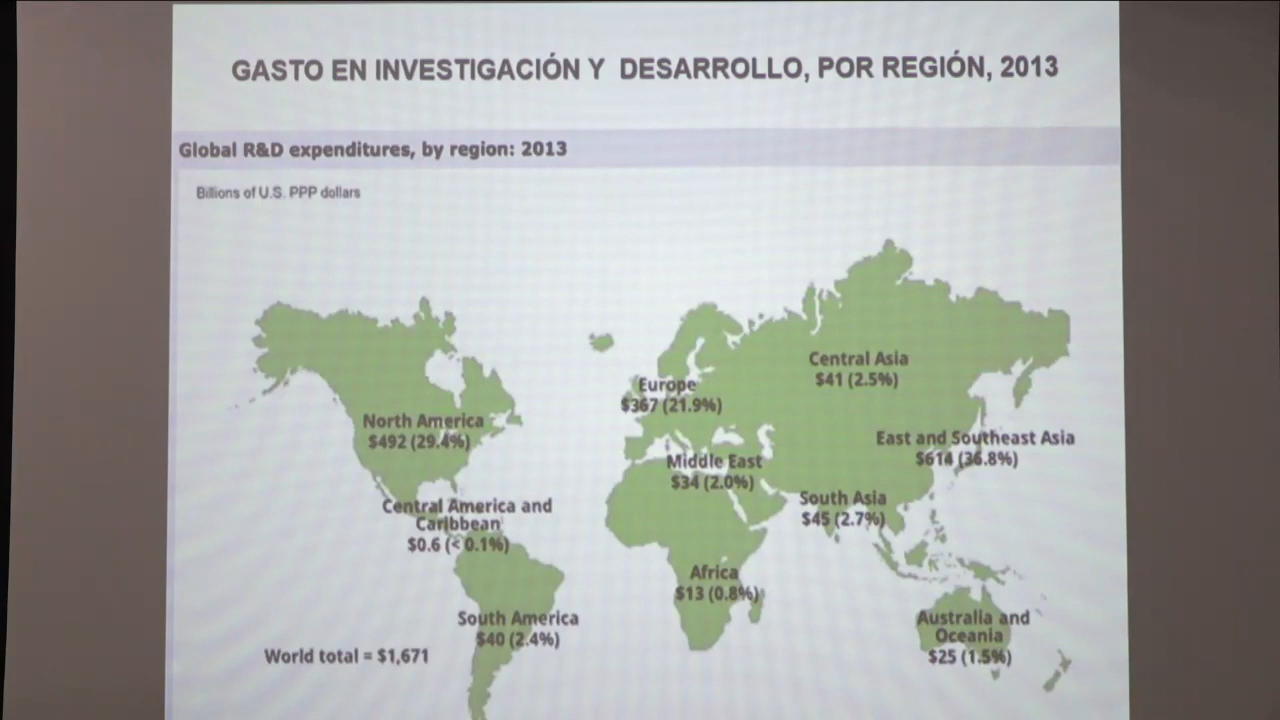 GASTO EN INVESTIGACIÓN Y DESARROLLO, POR REGIÓN, 2013
Global R&D expenditures, by region: 2013
Billions of U.S. PPP dollars
Central Asia
$41 (2.5%)
Europe
$367 (21.9%)
North America
$492 (29.4%)
East and Southeast Asia
$614 (36.8%)
Middle East
$34 (2.0%)
South Asia
$45 (2.7%)
Central America and
Caribbean
$0.6 (< 0.1%)
Africa
$13 (0.8%)
South America
$40 (2.4%)
Australia and
Oceania
$25 (1.5%)
World total = $1,671